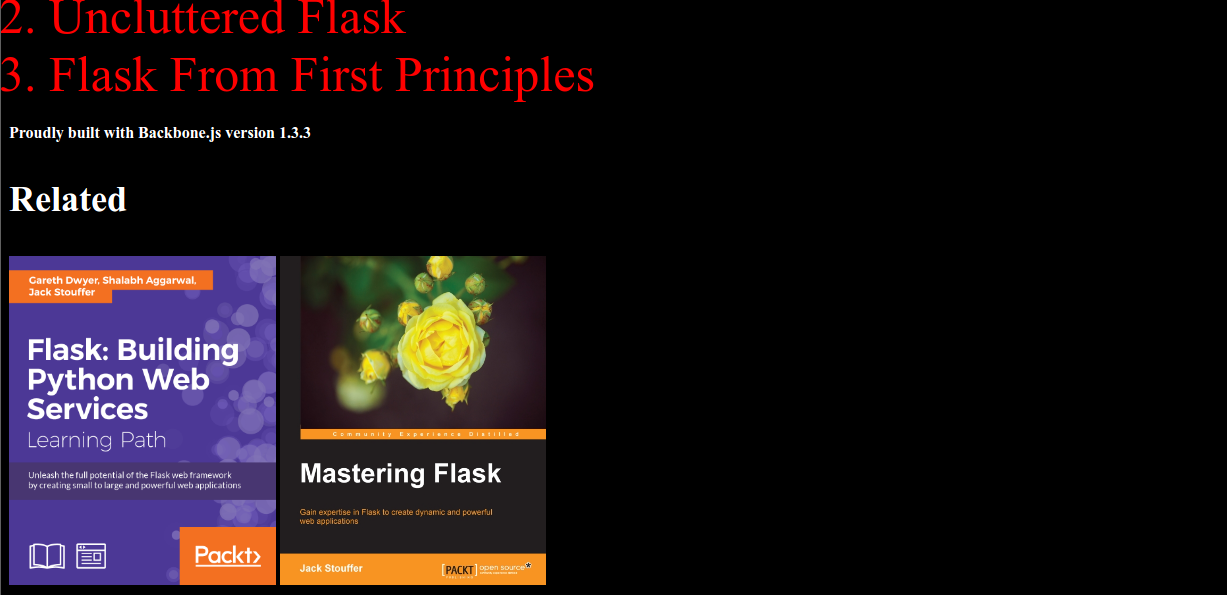 2. Uncluttered Flask
3. Flask From First Principles
Proudly built with Backbone.js version 1.3.3
Related
Gareth Dwyer, Shalabh Aggarwal,
Jack Stouffer
Flask: Building
Python Web
Services
Learning Path
Unleash the full potential of the Flask web framework
by creating small to large and powerful web applications
Packt>
Community Experience Distilled
Mastering Flask
Gain expertise in Flask to create dynamic and powerful
web applications
Jack Stouffer
[PACKT] open source*